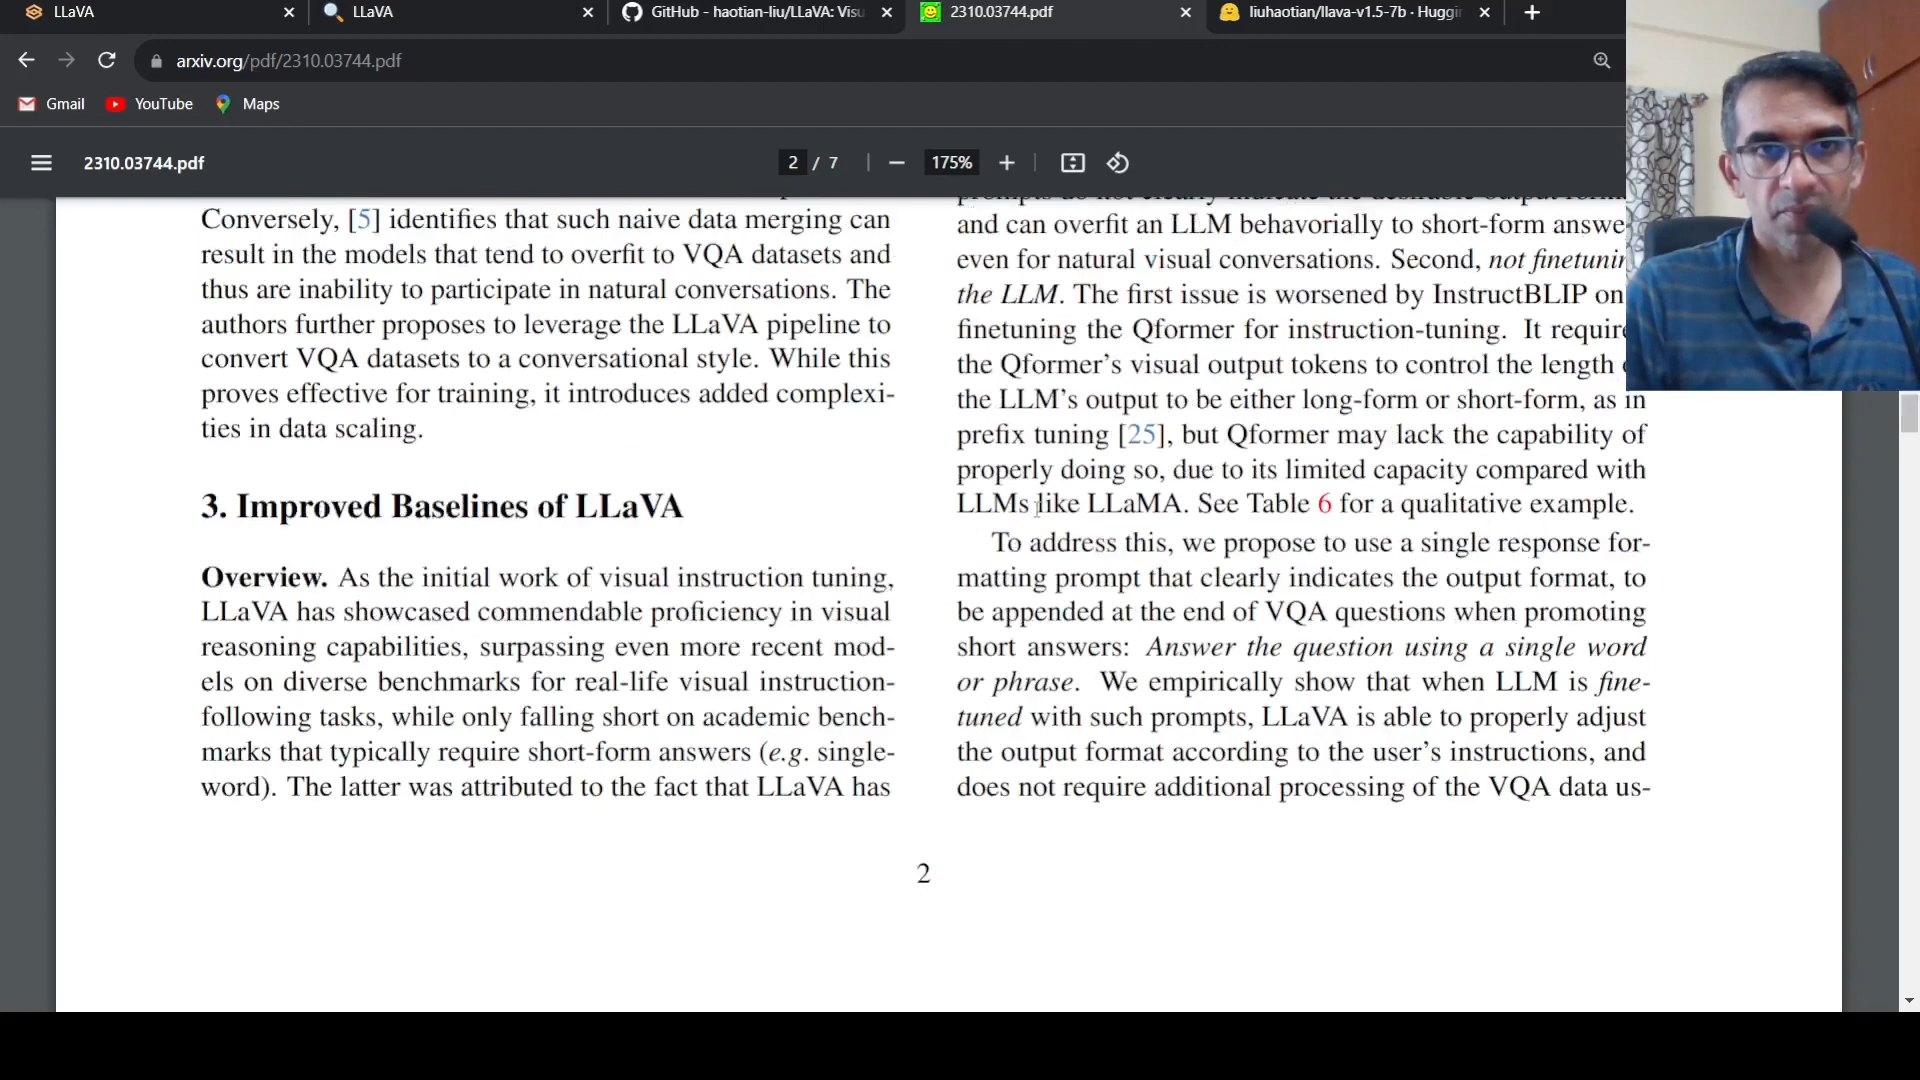 LLaVA
LLaVA
GitHub - haotian-liu/LLaVA: Visu
2310.03744.pdf
liuhaotian/llava-v1.5-7b · Huggin
arxiv.org/pdf/2310.03744.pdf
Gmail
YouTube
Maps
2310.03744.pdf
2 / 7
175%
Conversely, [5] identifies that such naive data merging can
result in the models that tend to overfit to VQA datasets and
thus are inability to participate in natural conversations. The
authors further proposes to leverage the LLaVA pipeline to
convert VQA datasets to a conversational style. While this
proves effective for training, it introduces added complexi-
ties in data scaling.
3. Improved Baselines of LLaVA
Overview. As the initial work of visual instruction tuning,
LLaVA has showcased commendable proficiency in visual
reasoning capabilities, surpassing even more recent mod-
els on diverse benchmarks for real-life visual instruction-
following tasks, while only falling short on academic bench-
marks that typically require short-form answers (e.g. single-
word). The latter was attributed to the fact that LLaVA has
and can overfit an LLM behavorially to short-form answe
even for natural visual conversations. Second, not finetunin
the LLM. The first issue is worsened by InstructBLIP on
finetuning the Qformer for instruction-tuning. It require
the Qformer's visual output tokens to control the length
the LLM's output to be either long-form or short-form, as in
prefix tuning [25], but Qformer may lack the capability of
properly doing so, due to its limited capacity compared with
LLMs like LLaMA. See Table 6 for a qualitative example.
To address this, we propose to use a single response for-
matting prompt that clearly indicates the output format, to
be appended at the end of VQA questions when promoting
short answers: Answer the question using a single word
or phrase. We empirically show that when LLM is fine-
tuned with such prompts, LLaVA is able to properly adjust
the output format according to the user's instructions, and
does not require additional processing of the VQA data us-
2